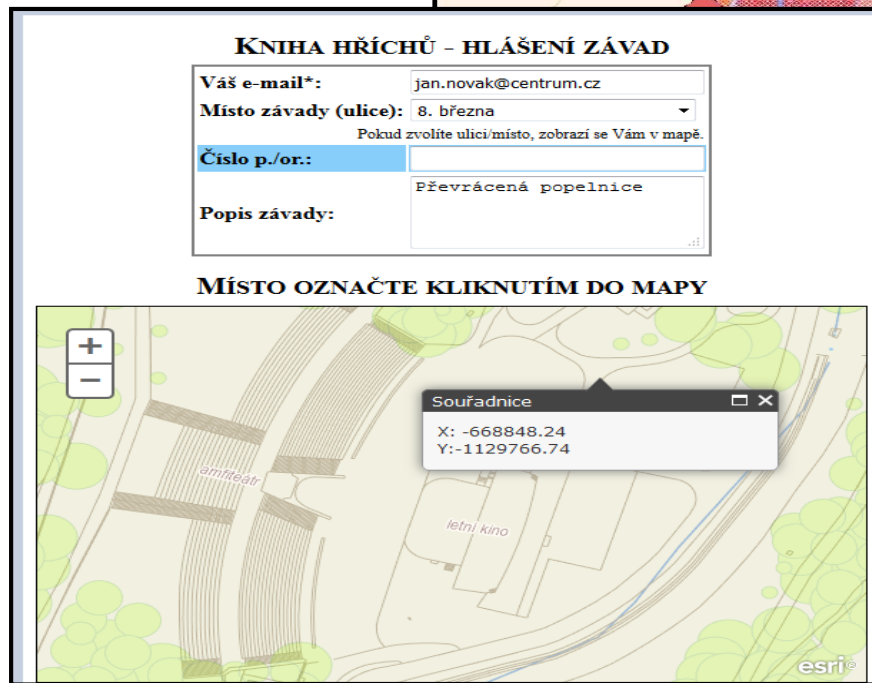 KNIHA HŘÍCHŮ - HLÁŠENÍ ZÁVAD
Váš e-mail*: jan.novak@centrum.cz
Místo závady (ulice): 8. března
Pokud zvolíte ulici/místo, zobrazí se Vám v mapě.
Číslo p./or.:
Popis závady: Převrácená popelnice
MÍSTO OZNAČTE KLIKNUTÍM DO MAPY
+
−
Souřadnice
X: -668848.24
Y:-1129766.74
amfiteátr
letní kino
esri